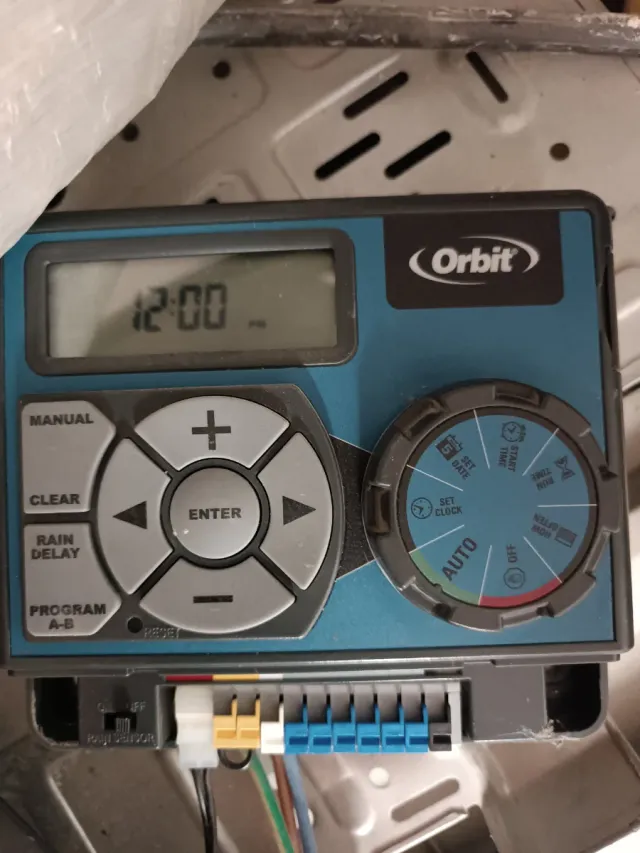 Orbit®
12:00
PM
MANUAL
CLEAR
RAIN
DELAY
PROGRAM
A-B
+
ENTER
−
RESET
START
TIME
SET
DATE
RUN
TIME
SET
CLOCK
HOW
OFTEN
AUTO
OFF
ON OFF
RAIN SENSOR